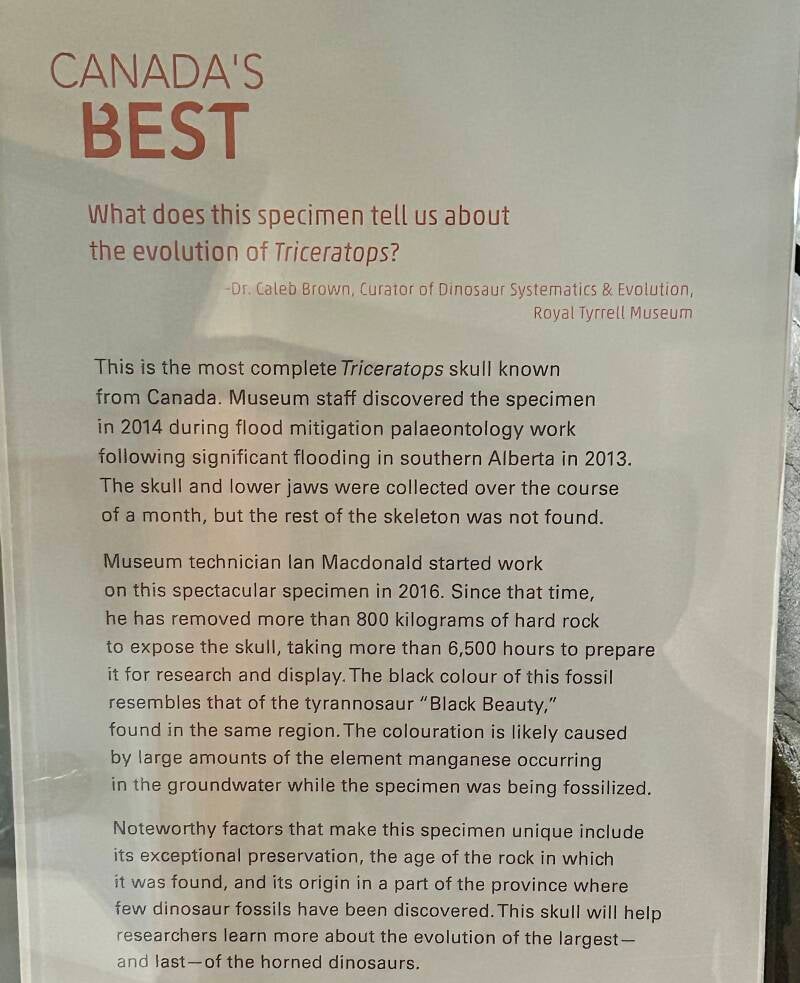 CANADA'S
BEST
What does this specimen tell us about
the evolution of Triceratops?
-Dr. Caleb Brown, Curator of Dinosaur Systematics & Evolution,
Royal Tyrrell Museum
This is the most complete Triceratops skull known
from Canada. Museum staff discovered the specimen
in 2014 during flood mitigation palaeontology work
following significant flooding in southern Alberta in 2013.
The skull and lower jaws were collected over the course
of a month, but the rest of the skeleton was not found.
Museum technician Ian Macdonald started work
on this spectacular specimen in 2016. Since that time,
he has removed more than 800 kilograms of hard rock
to expose the skull, taking more than 6,500 hours to prepare
it for research and display. The black colour of this fossil
resembles that of the tyrannosaur “Black Beauty,”
found in the same region. The colouration is likely caused
by large amounts of the element manganese occurring
in the groundwater while the specimen was being fossilized.
Noteworthy factors that make this specimen unique include
its exceptional preservation, the age of the rock in which
it was found, and its origin in a part of the province where
few dinosaur fossils have been discovered. This skull will help
researchers learn more about the evolution of the largest—
and last—of the horned dinosaurs.